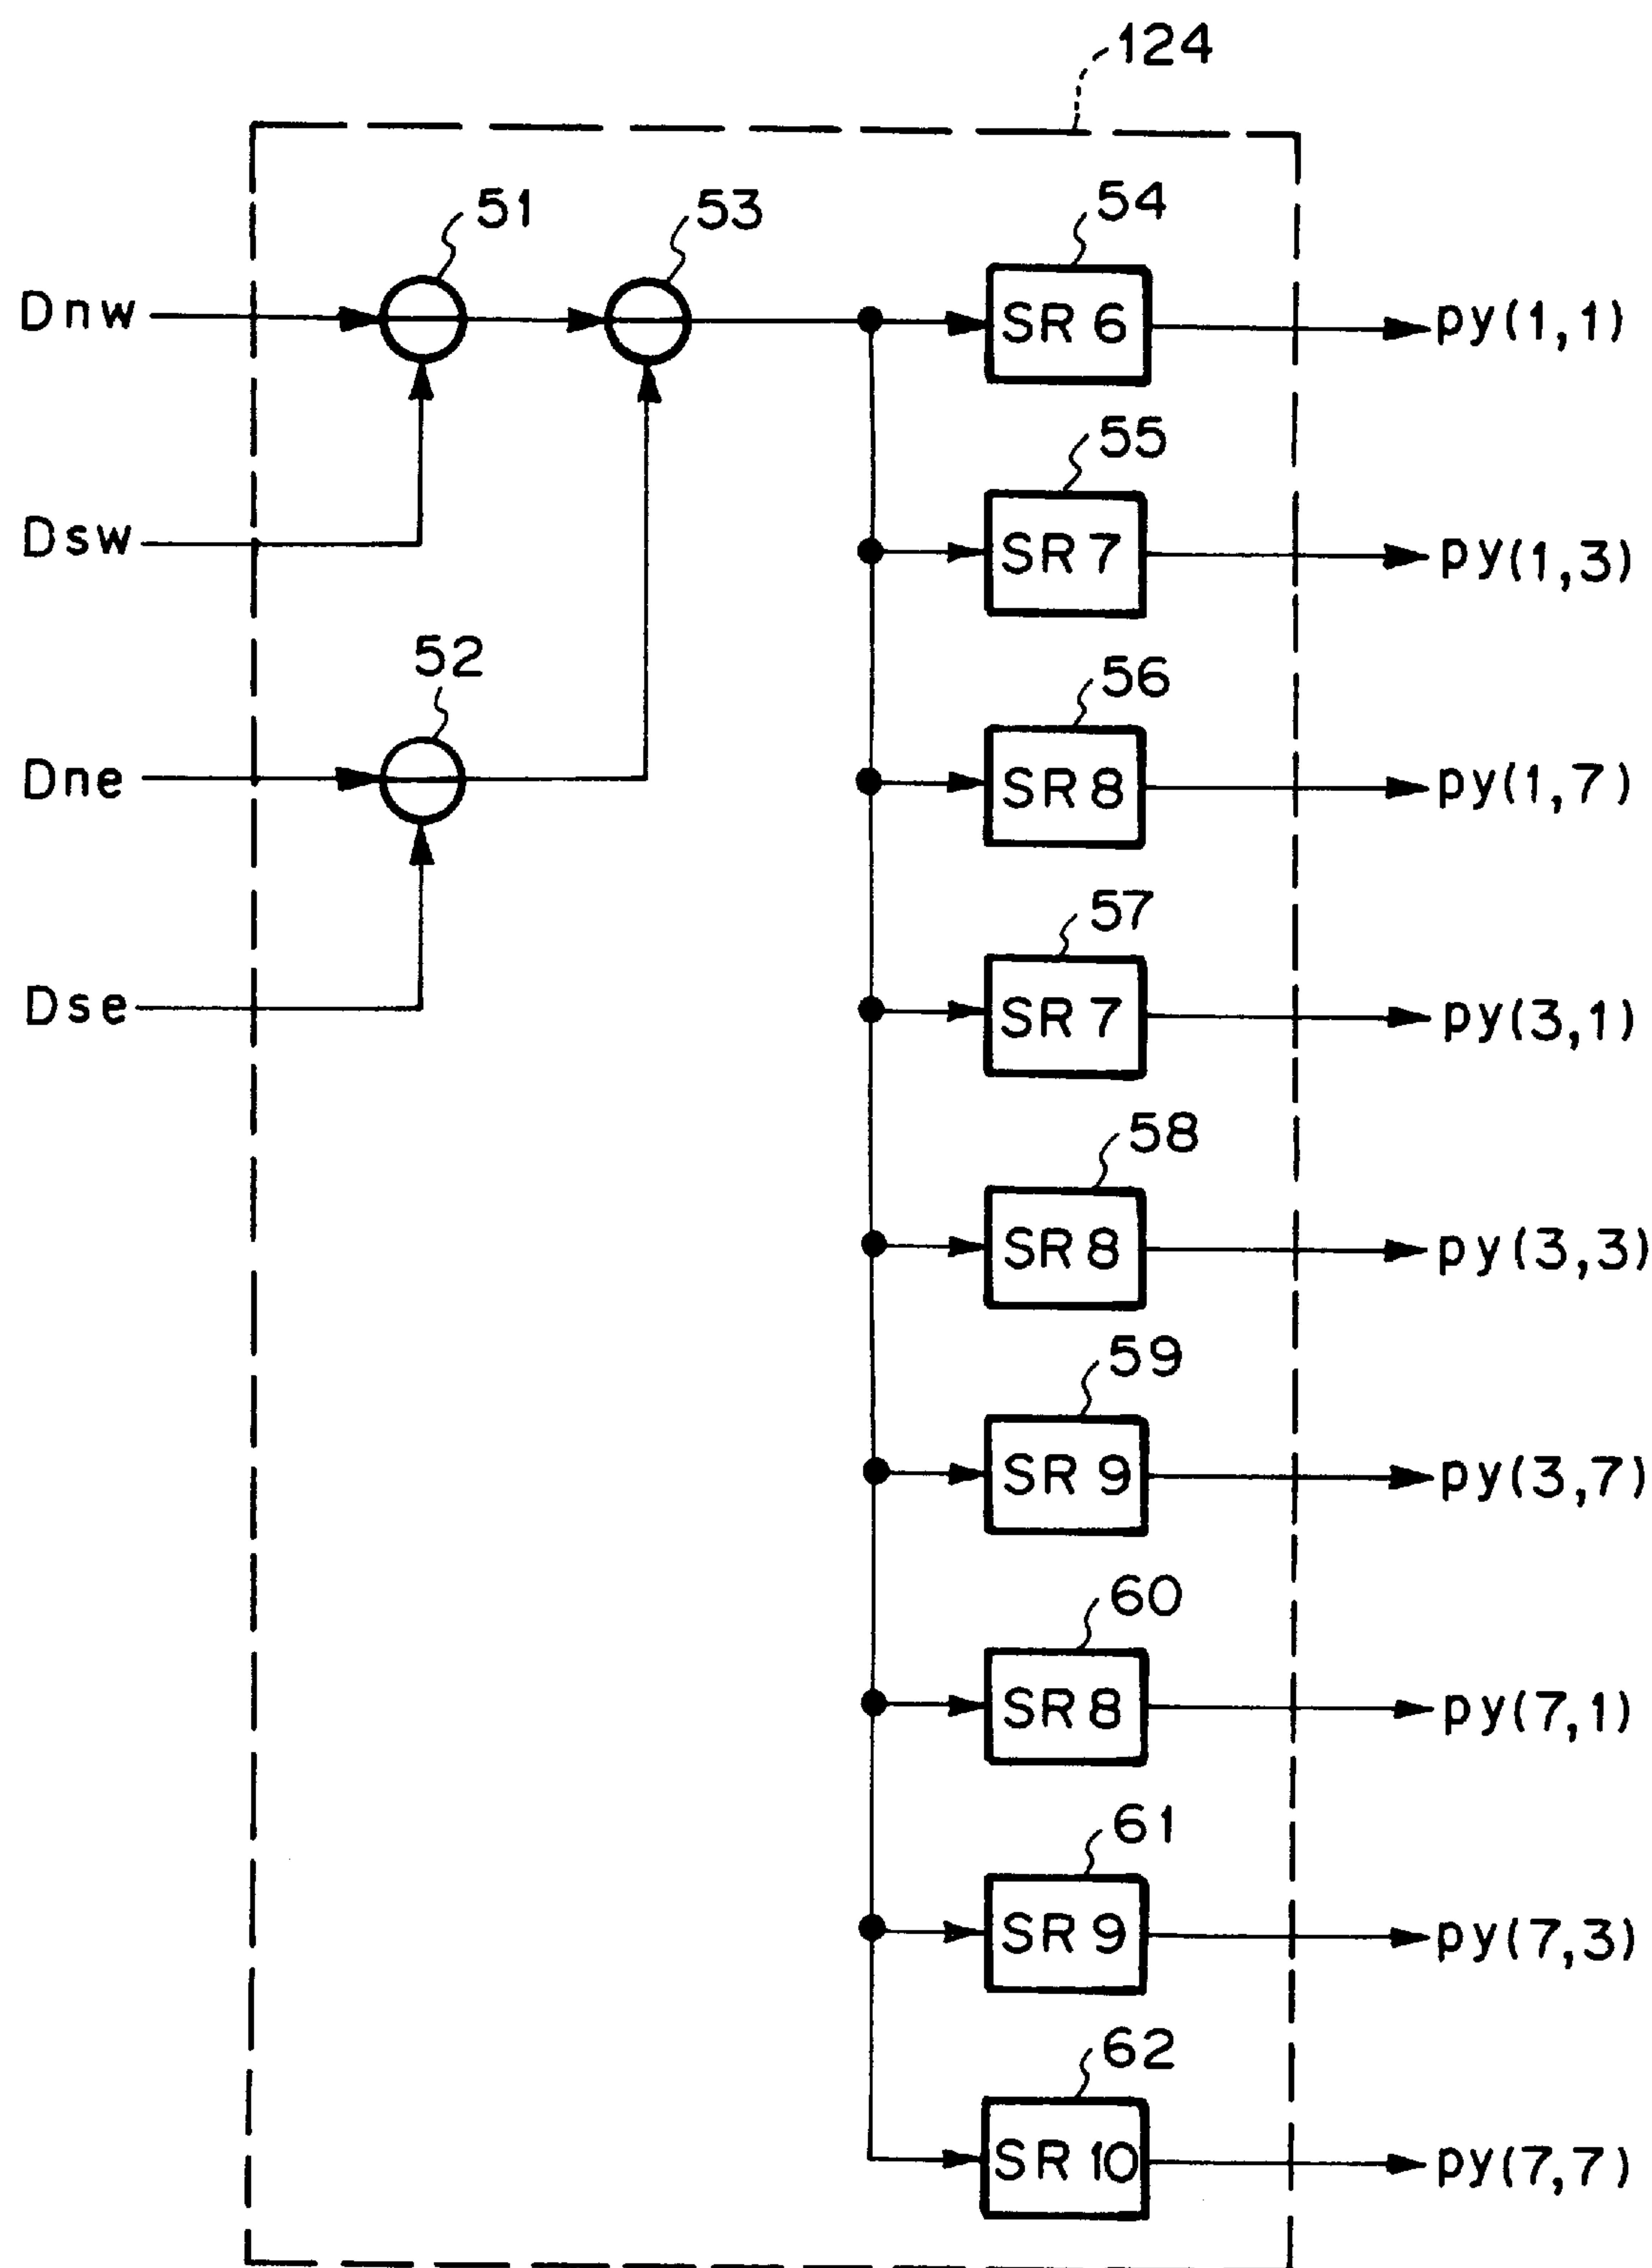 124
51
53
54
Dnw
SR 6
py(1,1)
55
Dsw
SR 7
py(1,3)
52
56
Dne
SR 8
py(1,7)
57
Dse
SR 7
py(3,1)
58
SR 8
py(3,3)
59
SR 9
py(3,7)
60
SR 8
py(7,1)
61
SR 9
py(7,3)
62
SR 10
py(7,7)